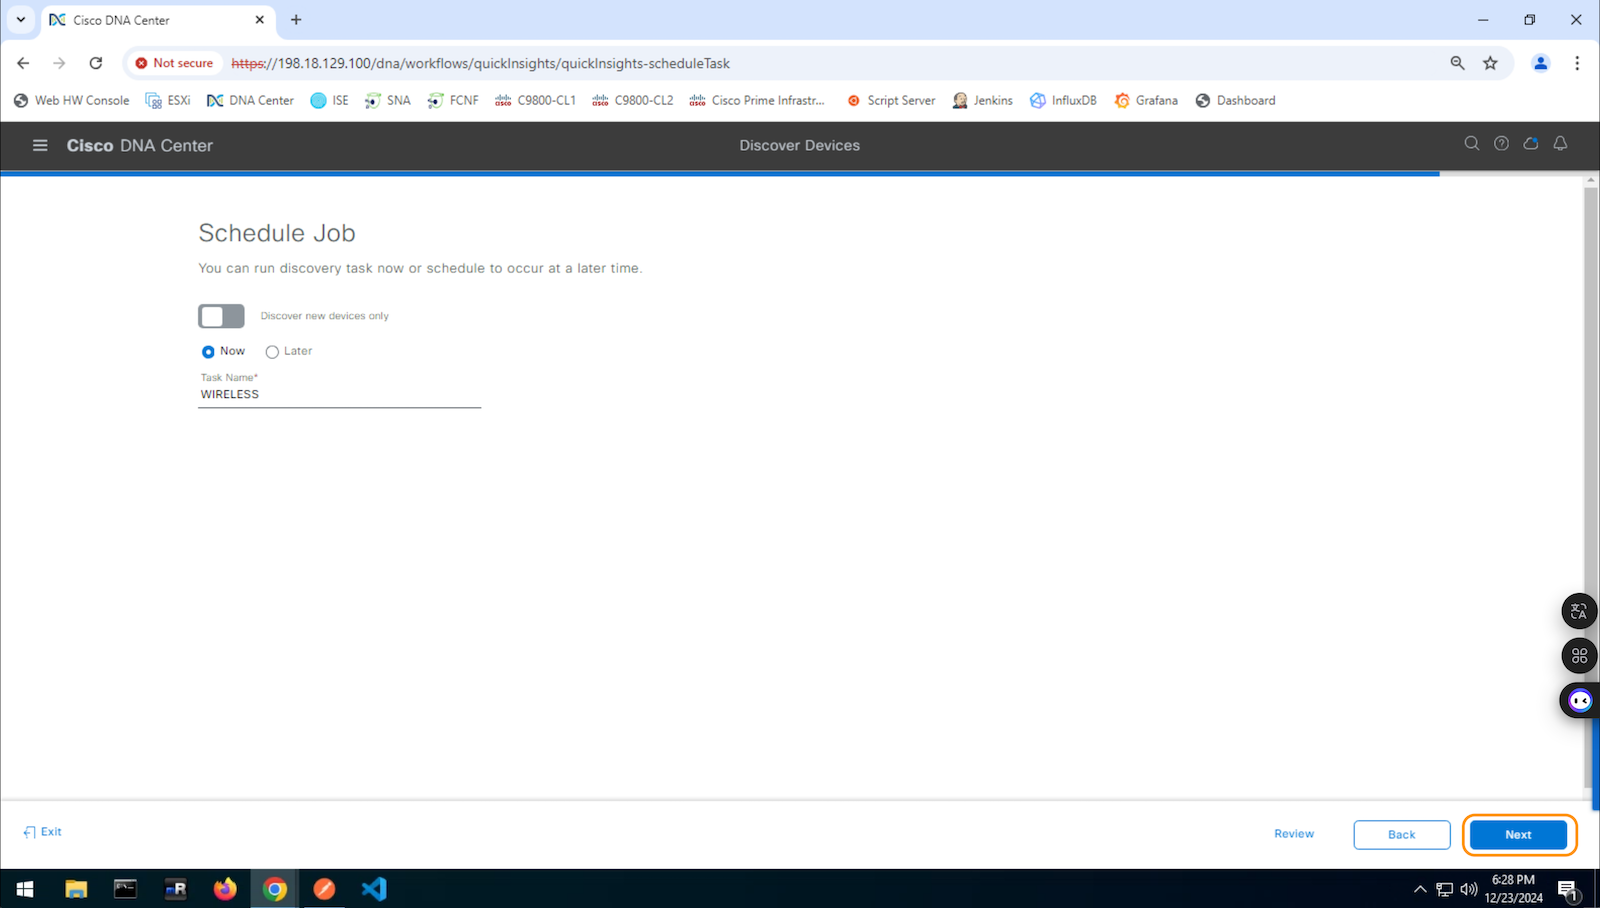 Cisco DNA Center
Not secure https://198.18.129.100/dna/workflows/quickInsights/quickInsights-scheduleTask
Web HW Console ESXi DNA Center ISE SNA FCNF C9800-CL1 C9800-CL2 Cisco Prime Infrastr... Script Server Jenkins InfluxDB Grafana Dashboard
Cisco DNA Center Discover Devices
Schedule Job
You can run discovery task now or schedule to occur at a later time.
Discover new devices only
Now Later
Task Name*
WIRELESS
Exit Review Back Next
6:28 PM
12/23/2024
1